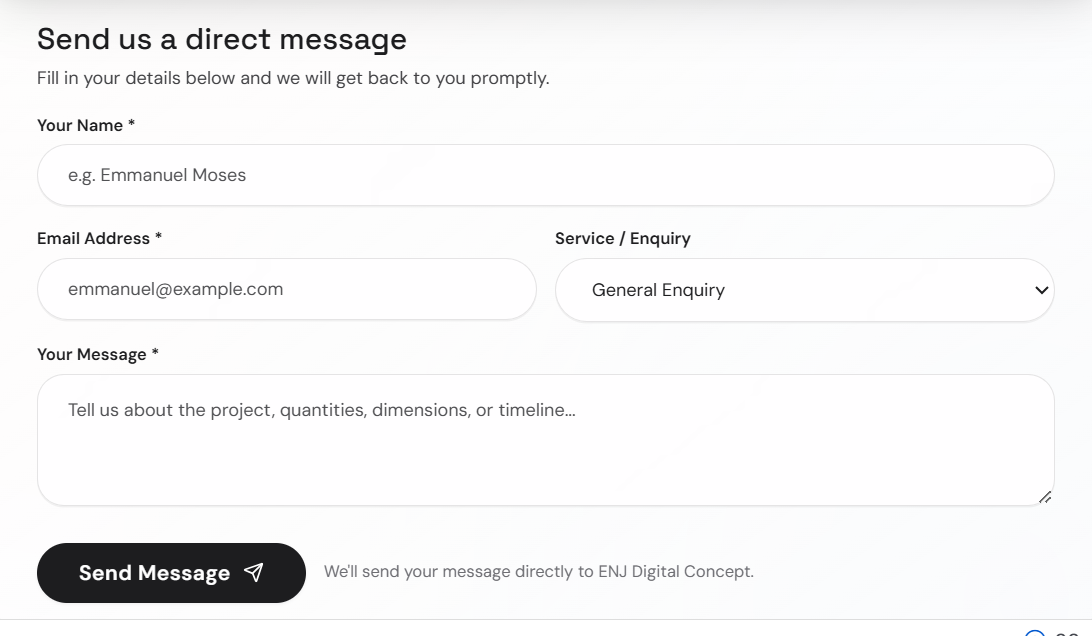 Send us a direct message
Fill in your details below and we will get back to you promptly.
Your Name *
e.g. Emmanuel Moses
Email Address *
Service / Enquiry
emmanuel@example.com
General Enquiry
Your Message *
Tell us about the project, quantities, dimensions, or timeline...
Send Message
We'll send your message directly to ENJ Digital Concept.